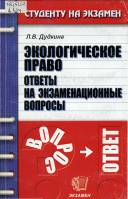 СТУДЕНТУ НА ЭКЗАМЕН
Л.В. Дудкина
ЭКОЛОГИЧЕСКОЕ
ПРАВО
ОТВЕТЫ
НА ЭКЗАМЕНАЦИОННЫЕ
ВОПРОСЫ
ВОПРОС
ОТВЕТ
ЭКЗАМЕН